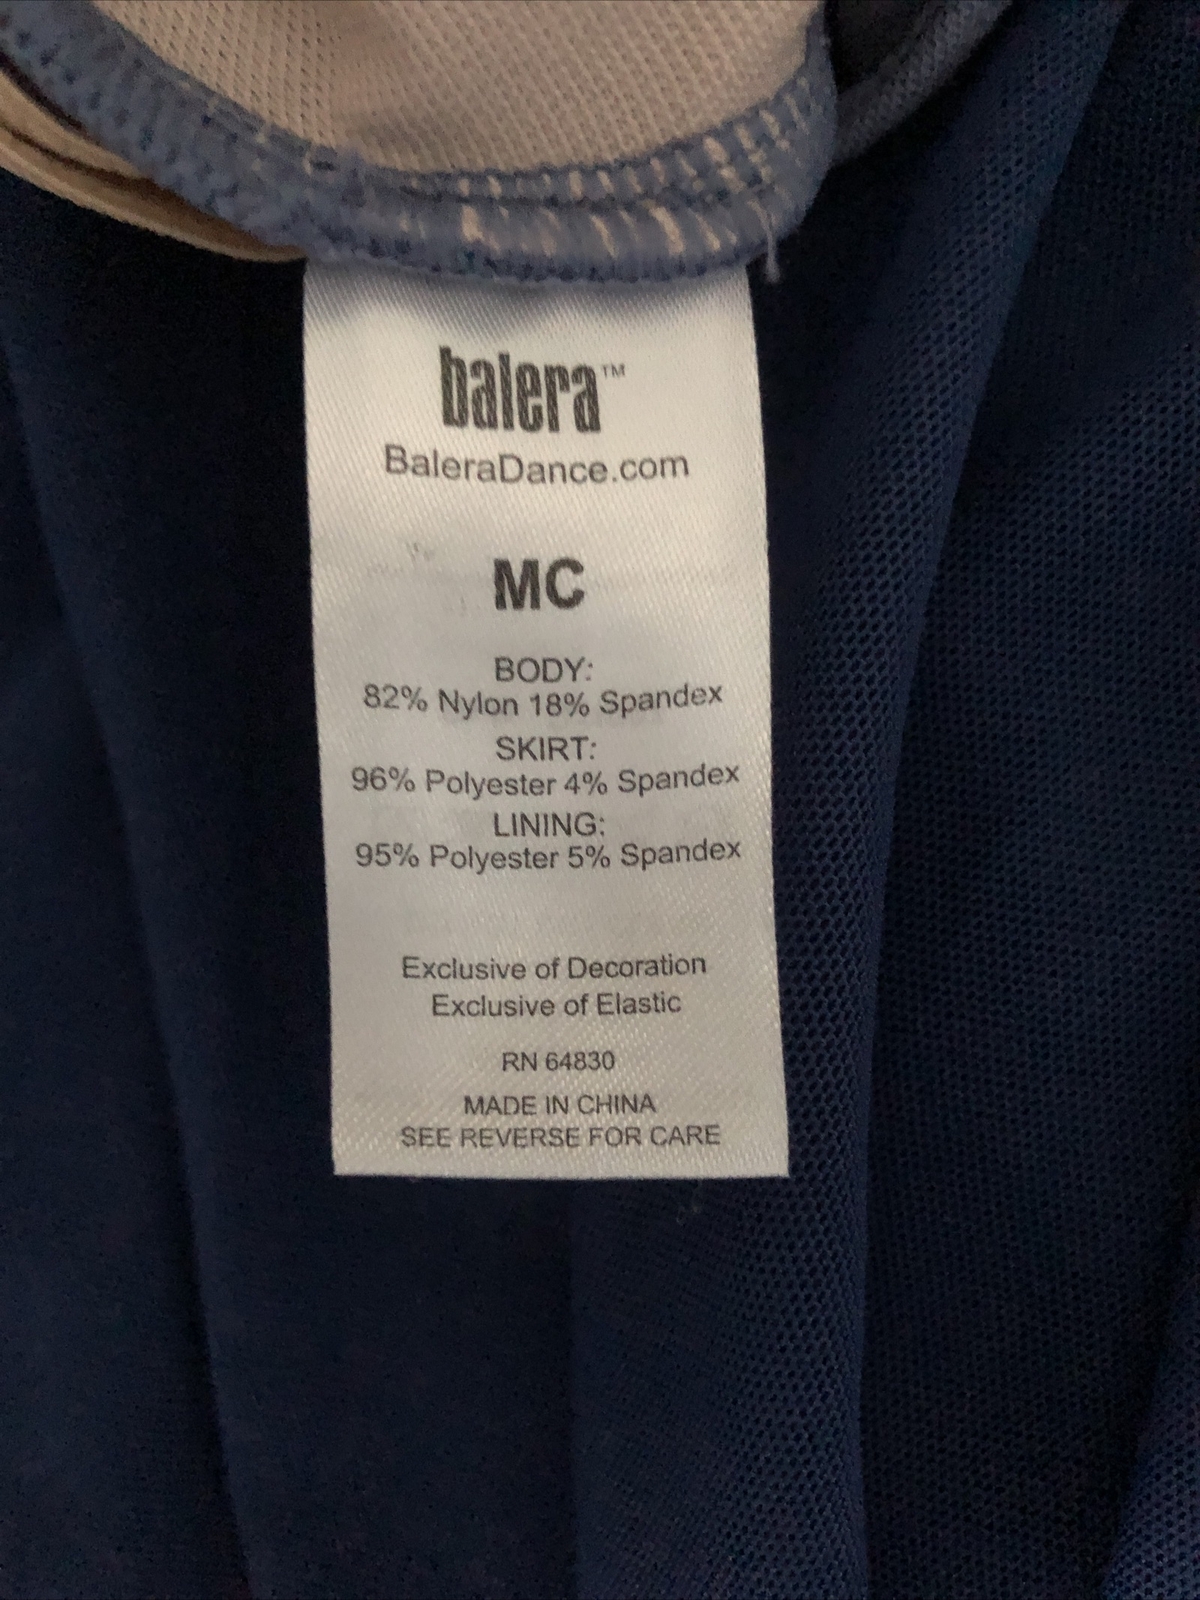 balera™
BaleraDance.com
MC
BODY:
82% Nylon 18% Spandex
SKIRT:
96% Polyester 4% Spandex
LINING:
95% Polyester 5% Spandex
Exclusive of Decoration
Exclusive of Elastic
RN 64830
MADE IN CHINA
SEE REVERSE FOR CARE